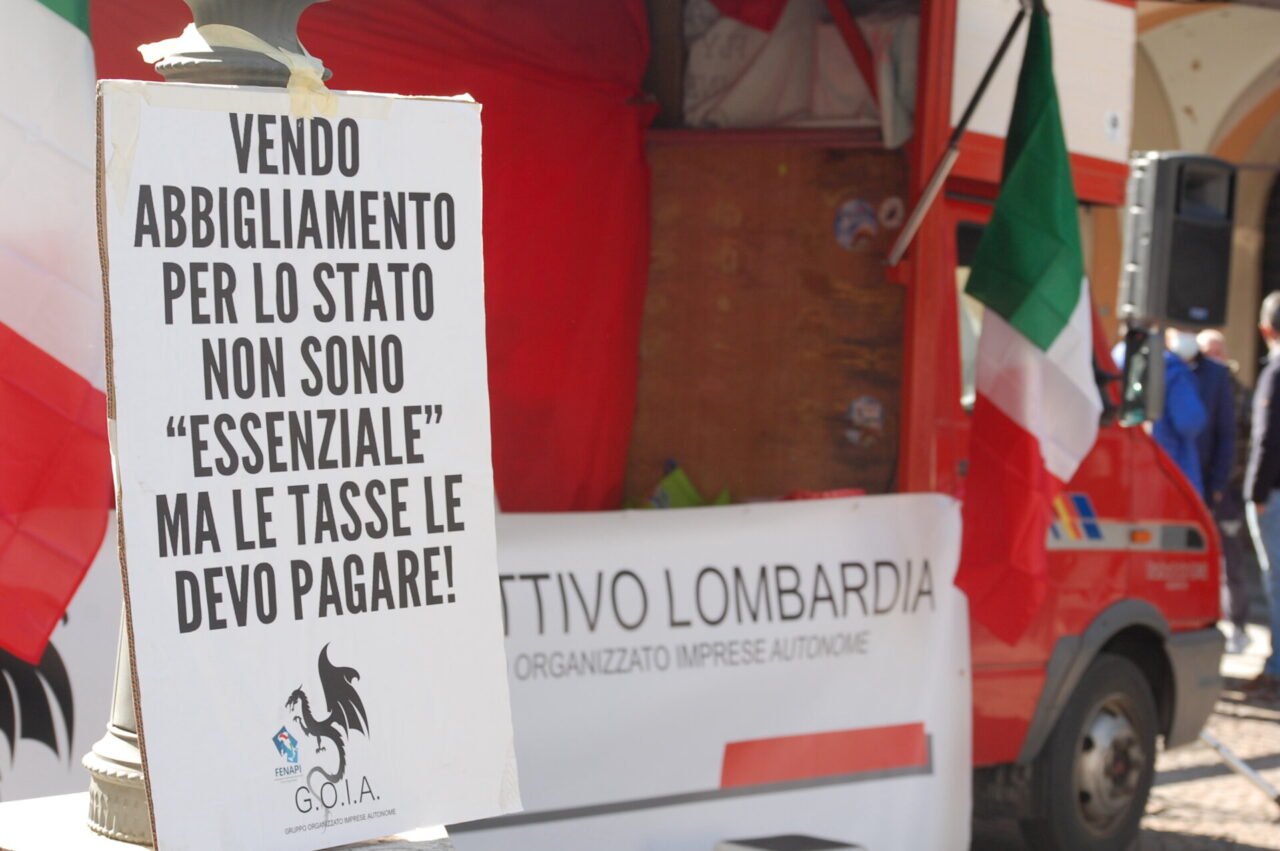 VENDO
ABBIGLIAMENTO
PER LO STATO
NON SONO
“ESSENZIALE”
MA LE TASSE LE
DEVO PAGARE!
FENAPI
G.O.I.A.
GRUPPO ORGANIZZATO IMPRESE AUTONOME
TTIVO LOMBARDIA
ORGANIZZATO IMPRESE AUTONOME